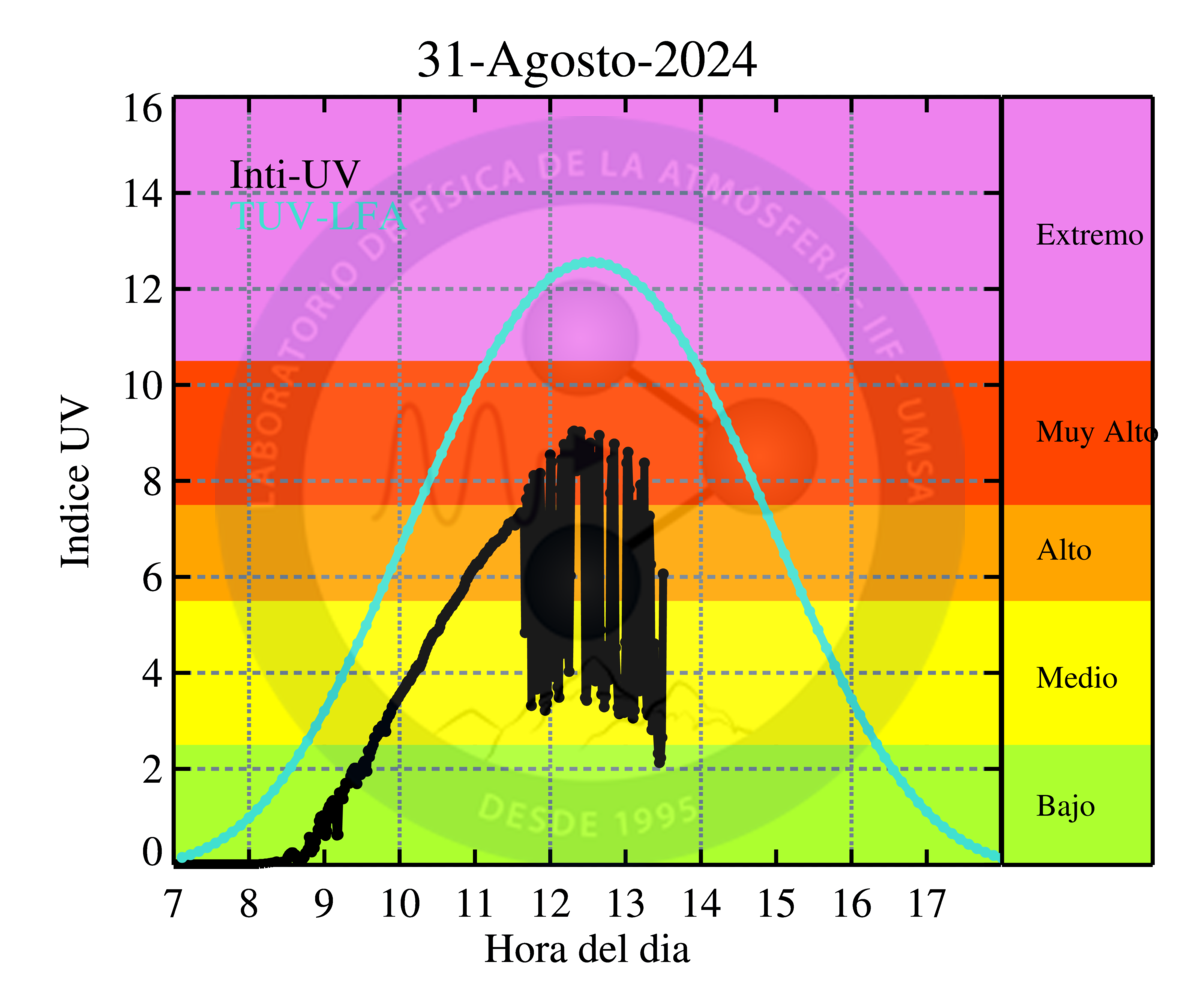 31-Agosto-2024
16
14
12
10
8
6
4
2
0
Indice UV
Inti-UV
TUV-LFA
LABORATORIO DE FÍSICA DE LA ATMÓSFERA - IIF - UMSA
DESDE 1995
Extremo
Muy Alto
Alto
Medio
Bajo
7 8 9 10 11 12 13 14 15 16 17
Hora del dia